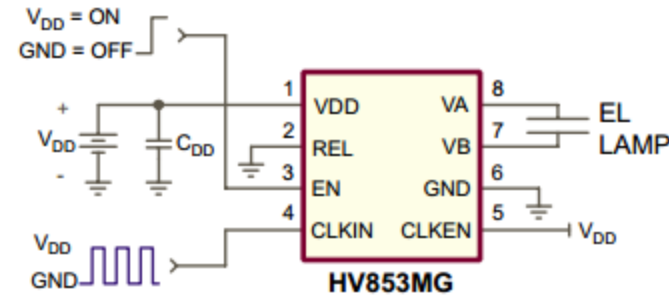 VDD = ON
GND = OFF
+
VDD
-
CDD
VDD
GND
1 VDD
2 REL
3 EN
4 CLKIN
VA 8
VB 7
GND 6
CLKEN 5
EL
LAMP
VDD
HV853MG